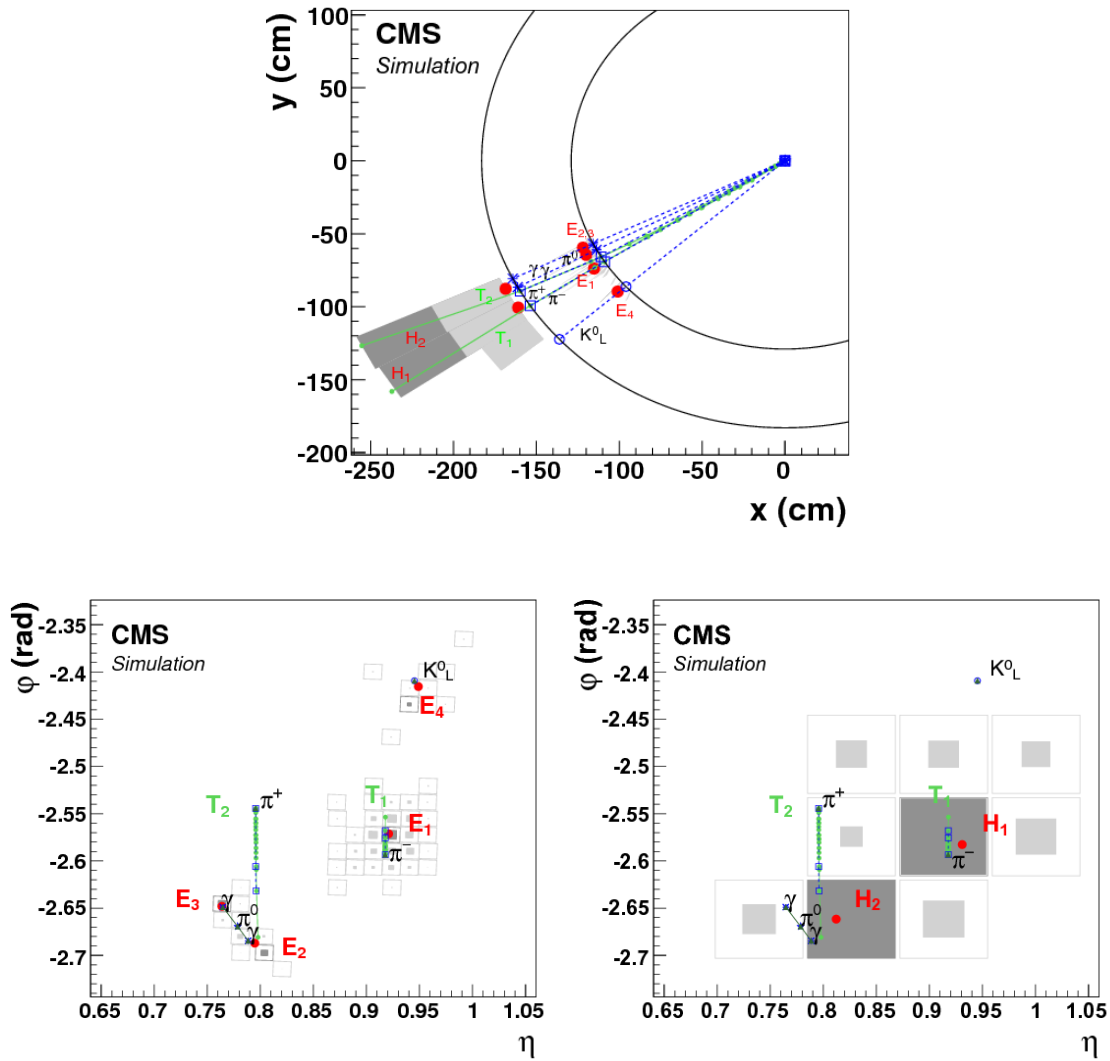 CMS
Simulation
y (cm)
100
50
0
-50
-100
-150
-200
E2,3
γ γ π0
E1
π+ π−
E4
T2
K0L
H2
T1
H1
-250 -200 -150 -100 -50 0
x (cm)
φ (rad)
CMS
Simulation
-2.35
-2.4
-2.45
-2.5
-2.55
-2.6
-2.65
-2.7
K0L
E4
π+
T2
T1
E1
π−
E3
γ
π0
γ
E2
0.65 0.7 0.75 0.8 0.85 0.9 0.95 1 1.05
η
φ (rad)
CMS
Simulation
-2.35
-2.4
-2.45
-2.5
-2.55
-2.6
-2.65
-2.7
K0L
π+
T2
T1
H1
π−
γ
π0
γ
H2
0.65 0.7 0.75 0.8 0.85 0.9 0.95 1 1.05
η